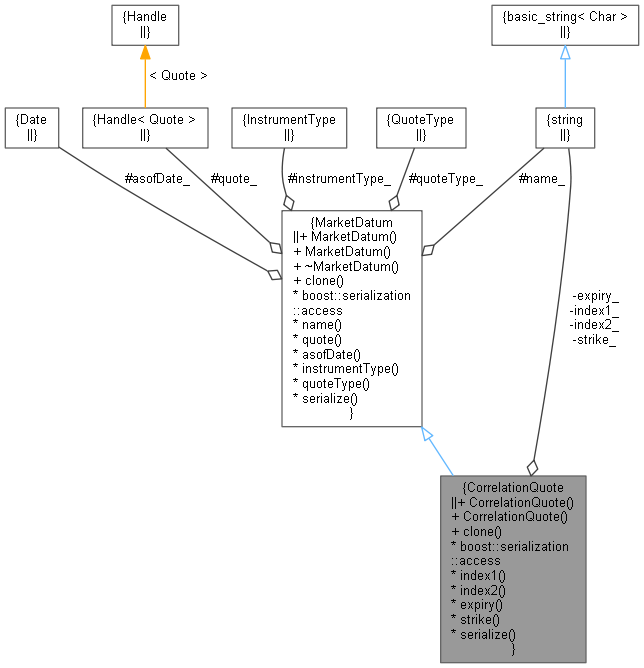 {Handle
||}
{basic_string< Char >
||}
< Quote >
{Date
||}
{Handle< Quote >
||}
{InstrumentType
||}
{QuoteType
||}
{string
||}
#asofDate_
#quote_
#instrumentType_
#quoteType_
#name_
{MarketDatum
||+ MarketDatum()
+ MarketDatum()
+ ~MarketDatum()
+ clone()
* boost::serialization
::access
* name()
* quote()
* asofDate()
* instrumentType()
* quoteType()
* serialize()
}
-expiry_
-index1_
-index2_
-strike_
{CorrelationQuote
||+ CorrelationQuote()
+ CorrelationQuote()
+ clone()
* boost::serialization
::access
* index1()
* index2()
* expiry()
* strike()
* serialize()
}